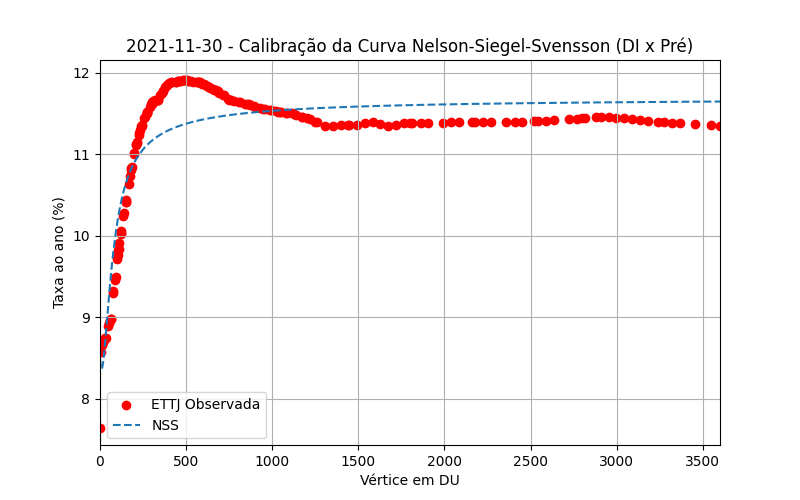 2021-11-30 - Calibração da Curva Nelson-Siegel-Svensson (DI x Pré)
12
11
10
9
8
Taxa ao ano (%)
ETTJ Observada
NSS
0 500 1000 1500 2000 2500 3000 3500
Vértice em DU